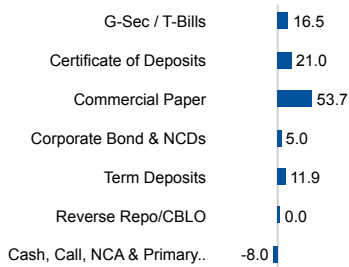 G-Sec / T-Bills 16.5
Certificate of Deposits 21.0
Commercial Paper 53.7
Corporate Bond & NCDs 5.0
Term Deposits 11.9
Reverse Repo/CBLO 0.0
Cash, Call, NCA & Primary.. -8.0